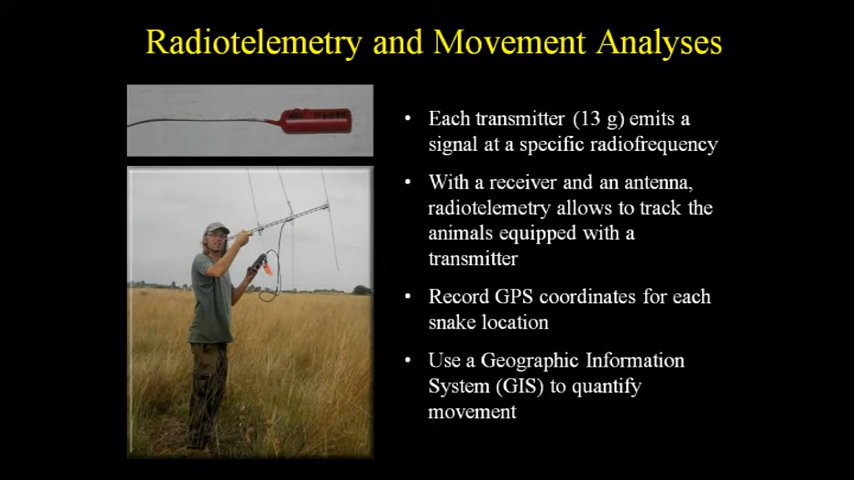 Radiotelemetry and Movement Analyses
• Each transmitter (13 g) emits a
signal at a specific radiofrequency
• With a receiver and an antenna,
radiotelemetry allows to track the
animals equipped with a
transmitter
• Record GPS coordinates for each
snake location
• Use a Geographic Information
System (GIS) to quantify
movement